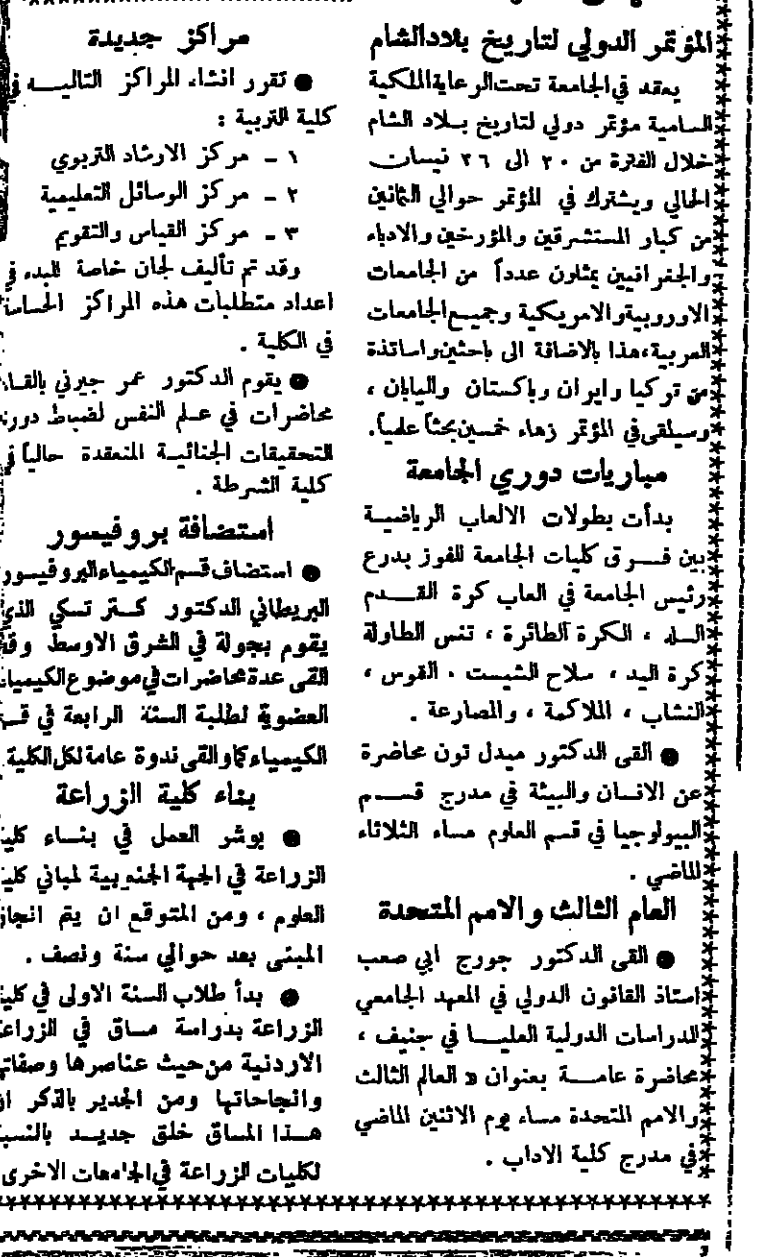 المؤتمر الدولي لتاريخ بلادالشام
يعقد في الجامعة تحت الرعاية الملكية
السامية مؤتمر دولي لتاريخ بلاد الشام
خلال الفترة من ٢٠ الى ٢٦ نيسان
الحالي ويشترك في المؤتمر حوالي الثمانين
من كبار المستشرقين والمؤرخين والادباء
والجغرافيين يمثلون عدداً من الجامعات
الاوروبية والامريكية وجميع الجامعات
العربية،هذا بالاضافة الى باحثين واساتذة
من تركيا وايران وباكستان واليابان ،
وسيلقى في المؤتمر زهاء خمسين بحثاً علمياً.
مباريات دوري الجامعة
بدأت بطولات الالعاب الرياضية
بين فرق كليات الجامعة للفوز بدرع
رئيس الجامعة في العاب كرة القدم
السلة ، الكرة الطائرة ، تنس الطاولة
كرة اليد ، سلاح الشيست ، القوس ،
النشاب ، الملاكمة ، والمصارعة .
● القى الدكتور ميدل تون محاضرة
عن الانسان والبيئة في مدرج قسم
البيولوجيا في قسم العلوم مساء الثلاثاء
الماضي .
العام الثالث والامم المتحدة
● القى الدكتور جورج ابي صعب
استاذ القانون الدولي في المعهد الجامعي
للدراسات الدولية العليا في جنيف ،
محاضرة عامة بعنوان « العالم الثالث
والامم المتحدة مساء يوم الاثنين الماضي
في مدرج كلية الاداب .
مراكز جديدة
● تقرر انشاء المراكز التالية في
كلية التربية :
١ - مركز الارشاد التربوي
٢ - مركز الوسائل التعليمية
٣ - مركز القياس والتقويم
وقد تم تأليف لجان خاصة للبدء في
اعداد متطلبات هذه المراكز الحساسة
في الكلية .
● يقوم الدكتور عمر جبرني
محاضرات في علم النفس لضباط
التحقيقات الجنائية المنعقدة حالياً في
كلية الشرطة .
استضافة بروفيسور
● استضاف قسم الكيمياء البروفيسور
البريطاني الدكتور كستر تسكي الذي
يقوم بجولة في الشرق الاوسط وقد
القى عدة محاضرات في موضوع
العضوية لطلبة السنة الرابعة في
الكيمياء كما والقى ندوة عامة لكل الكلية.
بناء كلية الزراعة
● بوشر العمل في بناء كلية
الزراعة في الجهة الجنوبية لمباني كلية
العلوم ، ومن المتوقع ان يتم انجاز
المبنى بعد حوالي سنة ونصف .
● بدأ طلاب السنة الاولى في كلية
الزراعة بدراسة مساق في الزراعة
الاردنية من حيث عناصرها وصفاتها
وانجاحاتها ومن الجدير بالذكر ان
هذا المساق خلق جديد بالنسبة
لكليات الزراعة في الجامعات الاخرى